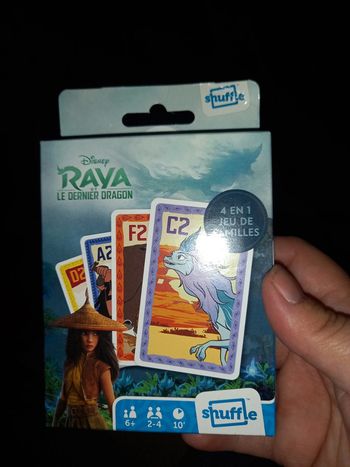 shuffle
Disney
RAYA
ET
LE DERNIER DRAGON
4 EN 1
JEU DE
FAMILLES
C2
F2
A2
D2
6+
2-4
10'
shuffle